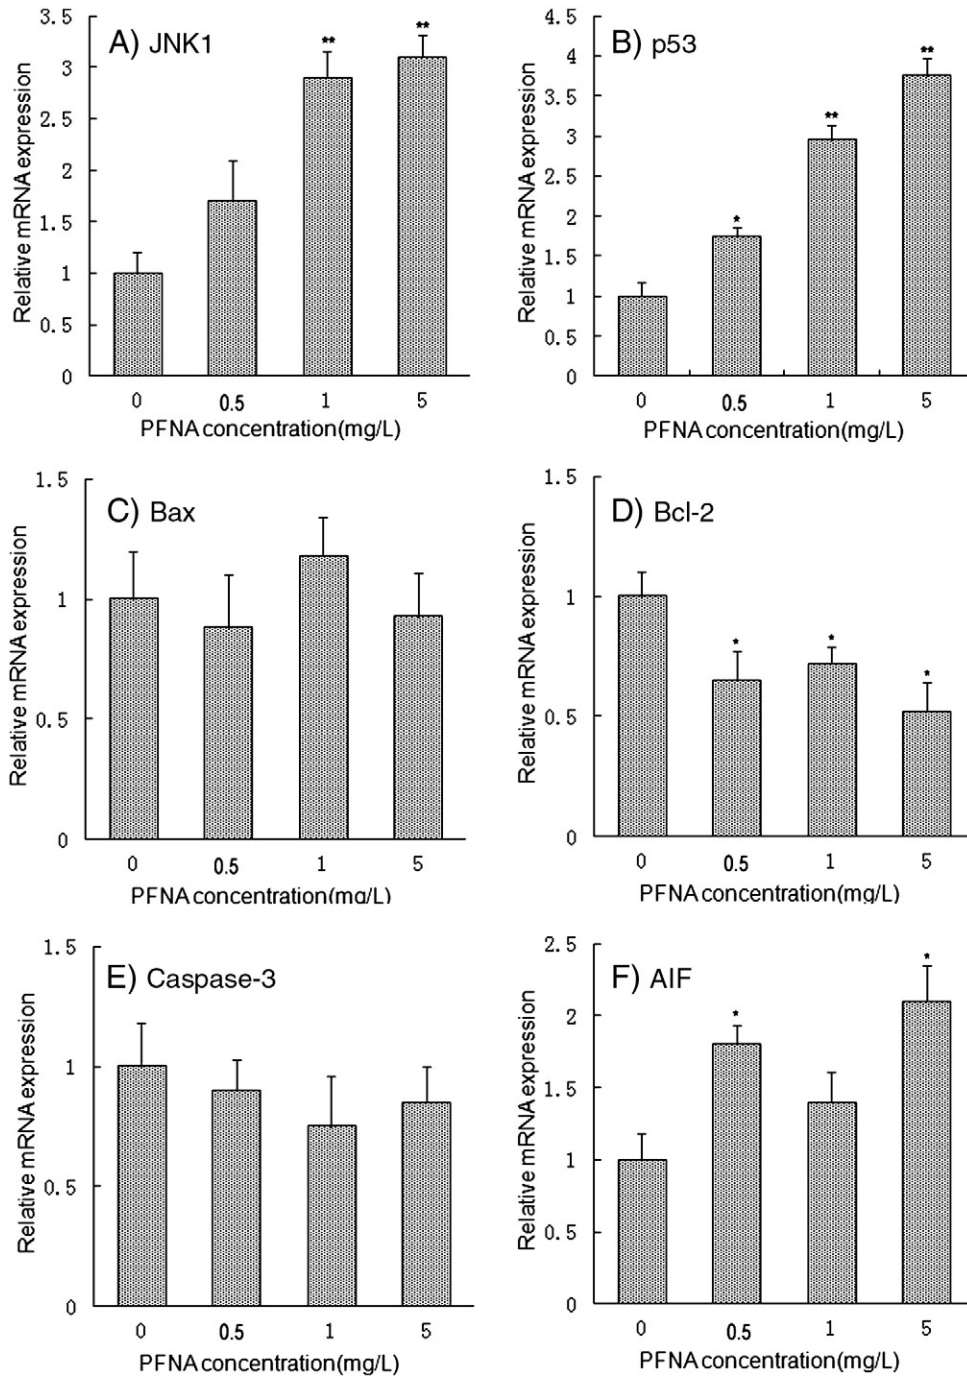 A) JNK1
Relative mRNA expression
3.5
3
2.5
2
1.5
1
0.5
0
**
**
0 0.5 1 5
PFNA concentration(mg/L)
B) p53
Relative mRNA expression
4.5
4
3.5
3
2.5
2
1.5
1
0.5
0
*
**
**
0 0.5 1 5
PFNA concentration(mg/L)
C) Bax
Relative mRNA expression
1.5
1
0.5
0
0 0.5 1 5
PFNA concentration(mg/L)
D) Bcl-2
Relative mRNA expression
1.5
1
0.5
0
*
*
*
0 0.5 1 5
PFNA concentration(mg/L)
E) Caspase-3
Relative mRNA expression
1.5
1
0.5
0
0 0.5 1 5
PFNA concentration(mg/L)
F) AIF
Relative mRNA expression
2.5
2
1.5
1
0.5
0
*
*
0 0.5 1 5
PFNA concentration(mg/L)